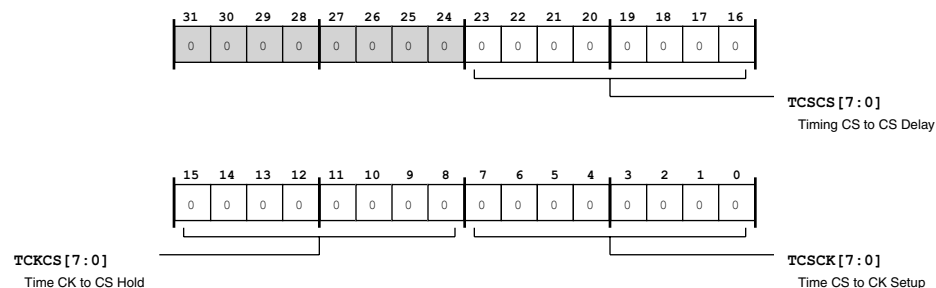 31 30 29 28 27 26 25 24 23 22 21 20 19 18 17 16
0 0 0 0 0 0 0 0 0 0 0 0 0 0 0 0
TCSCS[7:0]
Timing CS to CS Delay
15 14 13 12 11 10 9 8 7 6 5 4 3 2 1 0
0 0 0 0 0 0 0 0 0 0 0 0 0 0 0 0
TCKCS[7:0]
Time CK to CS Hold
TCSCK[7:0]
Time CS to CK Setup